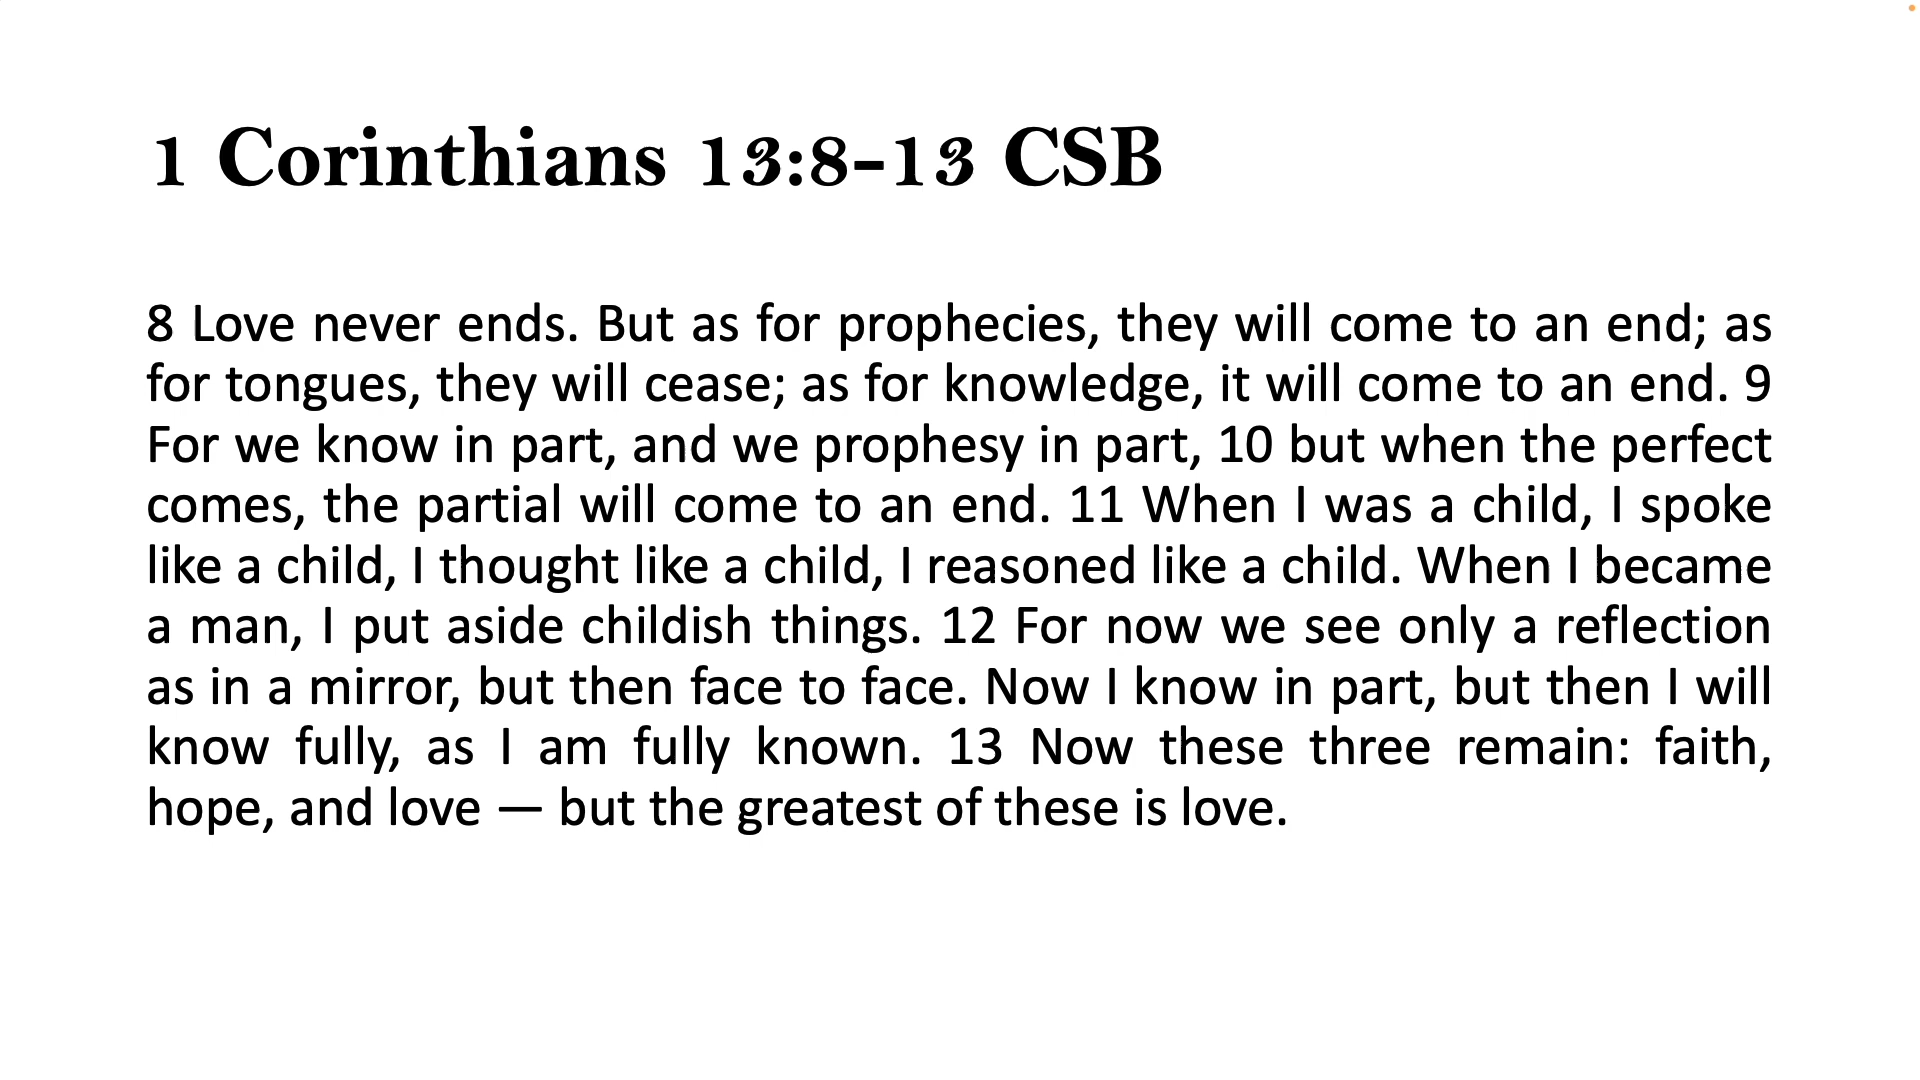 1 Corinthians 13:8-13 CSB
8 Love never ends. But as for prophecies, they will come to an end; as
for tongues, they will cease; as for knowledge, it will come to an end. 9
For we know in part, and we prophesy in part, 10 but when the perfect
comes, the partial will come to an end. 11 When I was a child, I spoke
like a child, I thought like a child, I reasoned like a child. When I became
a man, I put aside childish things. 12 For now we see only a reflection
as in a mirror, but then face to face. Now I know in part, but then I will
know fully, as I am fully known. 13 Now these three remain: faith,
hope, and love — but the greatest of these is love.